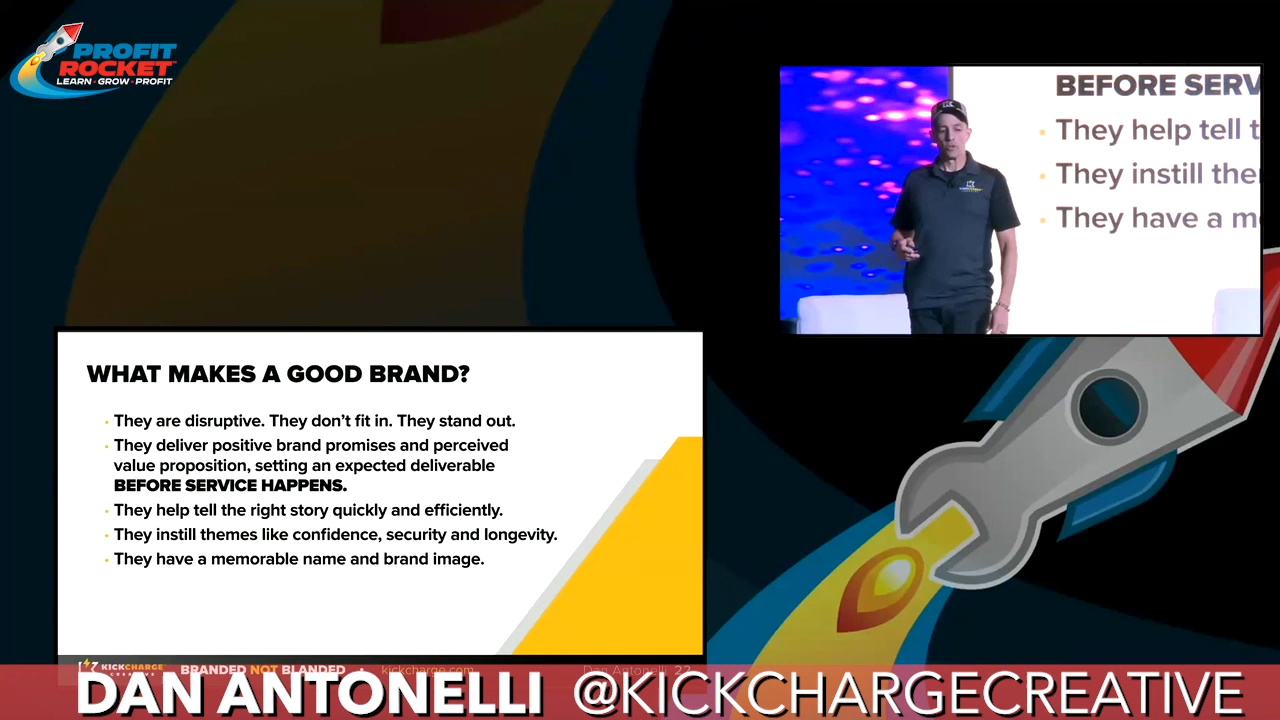 PROFIT
ROCKET
LEARN • GROW • PROFIT
BEFORE SERV
• They help tell t
• They instill the
• They have a m
WHAT MAKES A GOOD BRAND?
• They are disruptive. They don’t fit in. They stand out.
• They deliver positive brand promises and perceived
value proposition, setting an expected deliverable
BEFORE SERVICE HAPPENS.
• They help tell the right story quickly and efficiently.
• They instill themes like confidence, security and longevity.
• They have a memorable name and brand image.
KICKCHARGE
CREATIVE
BRANDED NOT BLANDED • kickcharge.com Dan Antonelli 22
DAN ANTONELLI @KICKCHARGECREATIVE